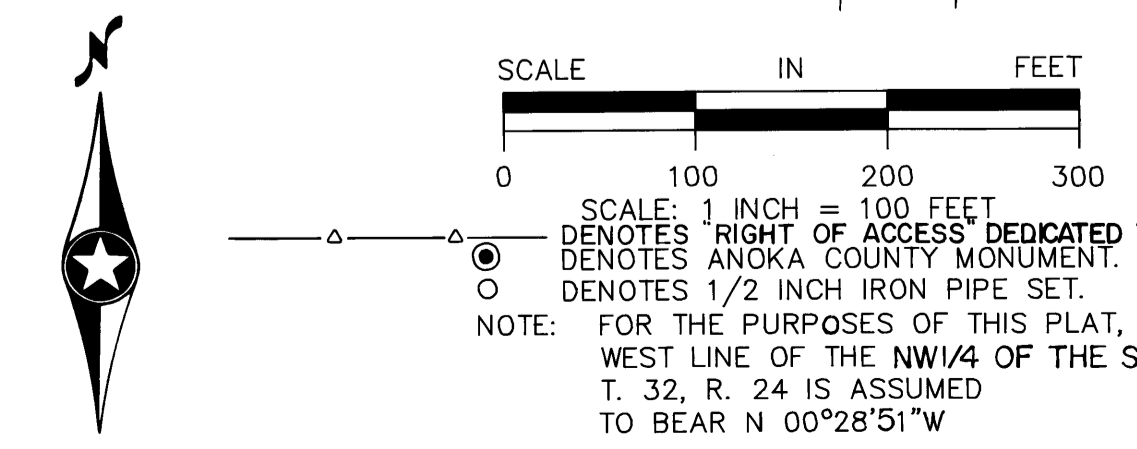 N
SCALE IN FEET
0 100 200 300
SCALE: 1 INCH = 100 FEET
DENOTES "RIGHT OF ACCESS" DEDICATED
DENOTES ANOKA COUNTY MONUMENT.
DENOTES 1/2 INCH IRON PIPE SET.
NOTE: FOR THE PURPOSES OF THIS PLAT,
WEST LINE OF THE NW1/4 OF THE S
T. 32, R. 24 IS ASSUMED
TO BEAR N 00°28'51"W